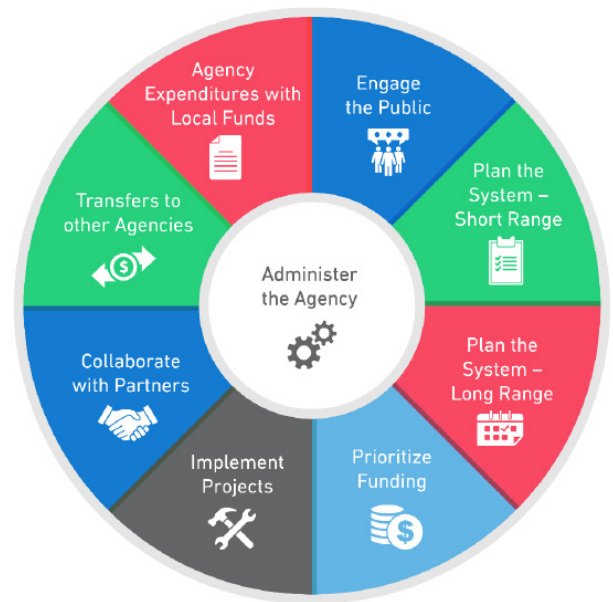 Agency
Expenditures with
Local Funds
Engage
the Public
Plan the
System –
Short Range
Plan the
System –
Long Range
Prioritize
Funding
Implement
Projects
Collaborate
with Partners
Transfers to
other Agencies
Administer
the Agency
$
$